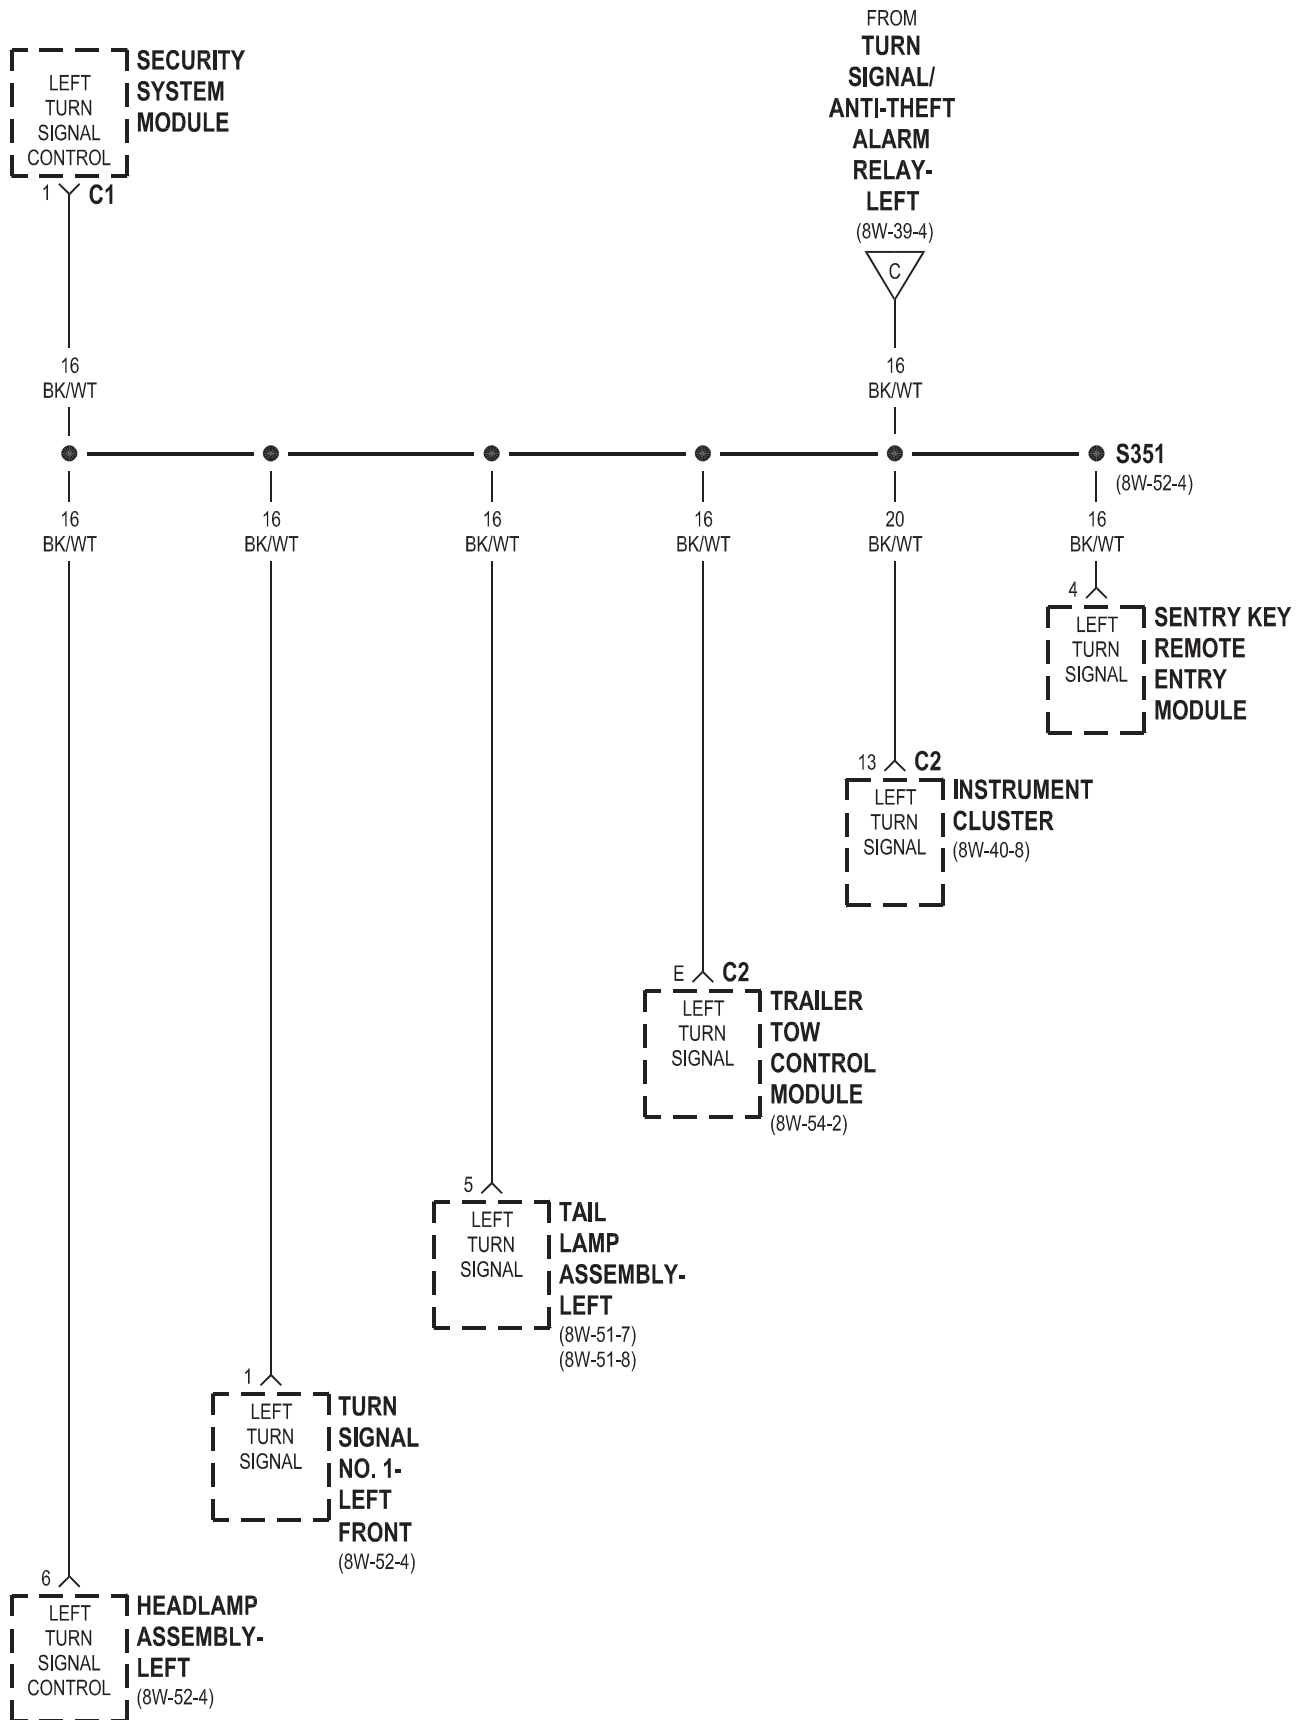 SECURITY
SYSTEM
MODULE
LEFT
TURN
SIGNAL
CONTROL
1 C1
16
BK/WT
FROM
TURN
SIGNAL/
ANTI-THEFT
ALARM
RELAY-
LEFT
(8W-39-4)
C
16
BK/WT
S351
(8W-52-4)
16
BK/WT
16
BK/WT
16
BK/WT
16
BK/WT
20
BK/WT
16
BK/WT
4
LEFT
TURN
SIGNAL
SENTRY KEY
REMOTE
ENTRY
MODULE
13 C2
LEFT
TURN
SIGNAL
INSTRUMENT
CLUSTER
(8W-40-8)
E C2
LEFT
TURN
SIGNAL
TRAILER
TOW
CONTROL
MODULE
(8W-54-2)
5
LEFT
TURN
SIGNAL
TAIL
LAMP
ASSEMBLY-
LEFT
(8W-51-7)
(8W-51-8)
1
LEFT
TURN
SIGNAL
TURN
SIGNAL
NO. 1-
LEFT
FRONT
(8W-52-4)
6
LEFT
TURN
SIGNAL
CONTROL
HEADLAMP
ASSEMBLY-
LEFT
(8W-52-4)